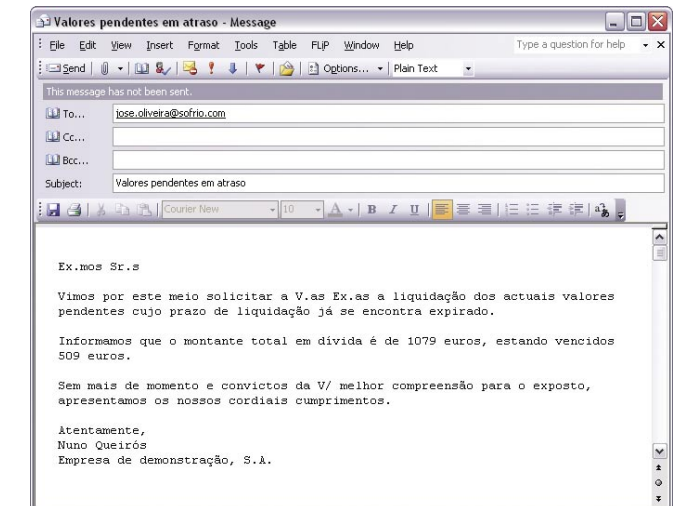 Valores pendentes em atraso - Message
File Edit View Insert Format Tools Table FLiP Window Help Type a question for help
Send Options... Plain Text
This message has not been sent.
To... jose.oliveira@sofrio.com
Cc...
Bcc...
Subject: Valores pendentes em atraso
Courier New 10 A B I U
Ex.mos Sr.s
Vimos por este meio solicitar a V.as Ex.as a liquidação dos actuais valores
pendentes cujo prazo de liquidação já se encontra expirado.
Informamos que o montante total em dívida é de 1079 euros, estando vencidos
509 euros.
Sem mais de momento e convictos da V/ melhor compreensão para o exposto,
apresentamos os nossos cordiais cumprimentos.
Atentamente,
Nuno Queirós
Empresa de demonstração, S.A.